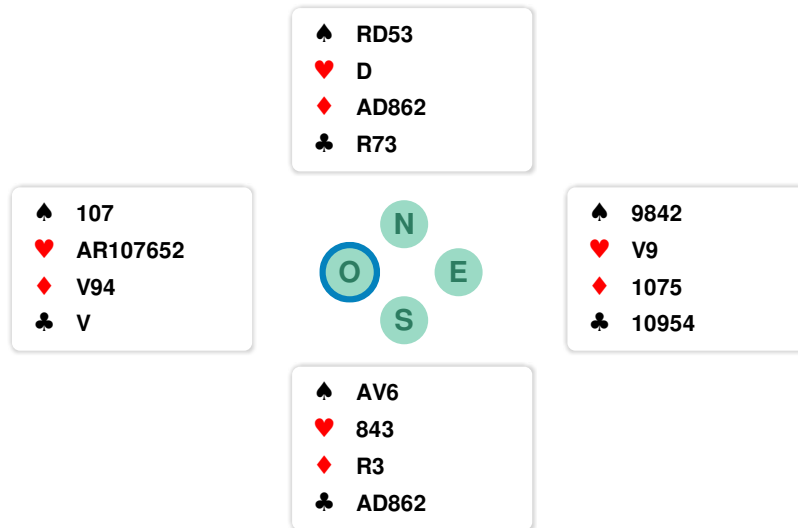 ♠ RD53
♥ D
♦ AD862
♣ R73
♠ 107
♥ AR107652
♦ V94
♣ V
N
O
E
S
♠ 9842
♥ V9
♦ 1075
♣ 10954
♠ AV6
♥ 843
♦ R3
♣ AD862